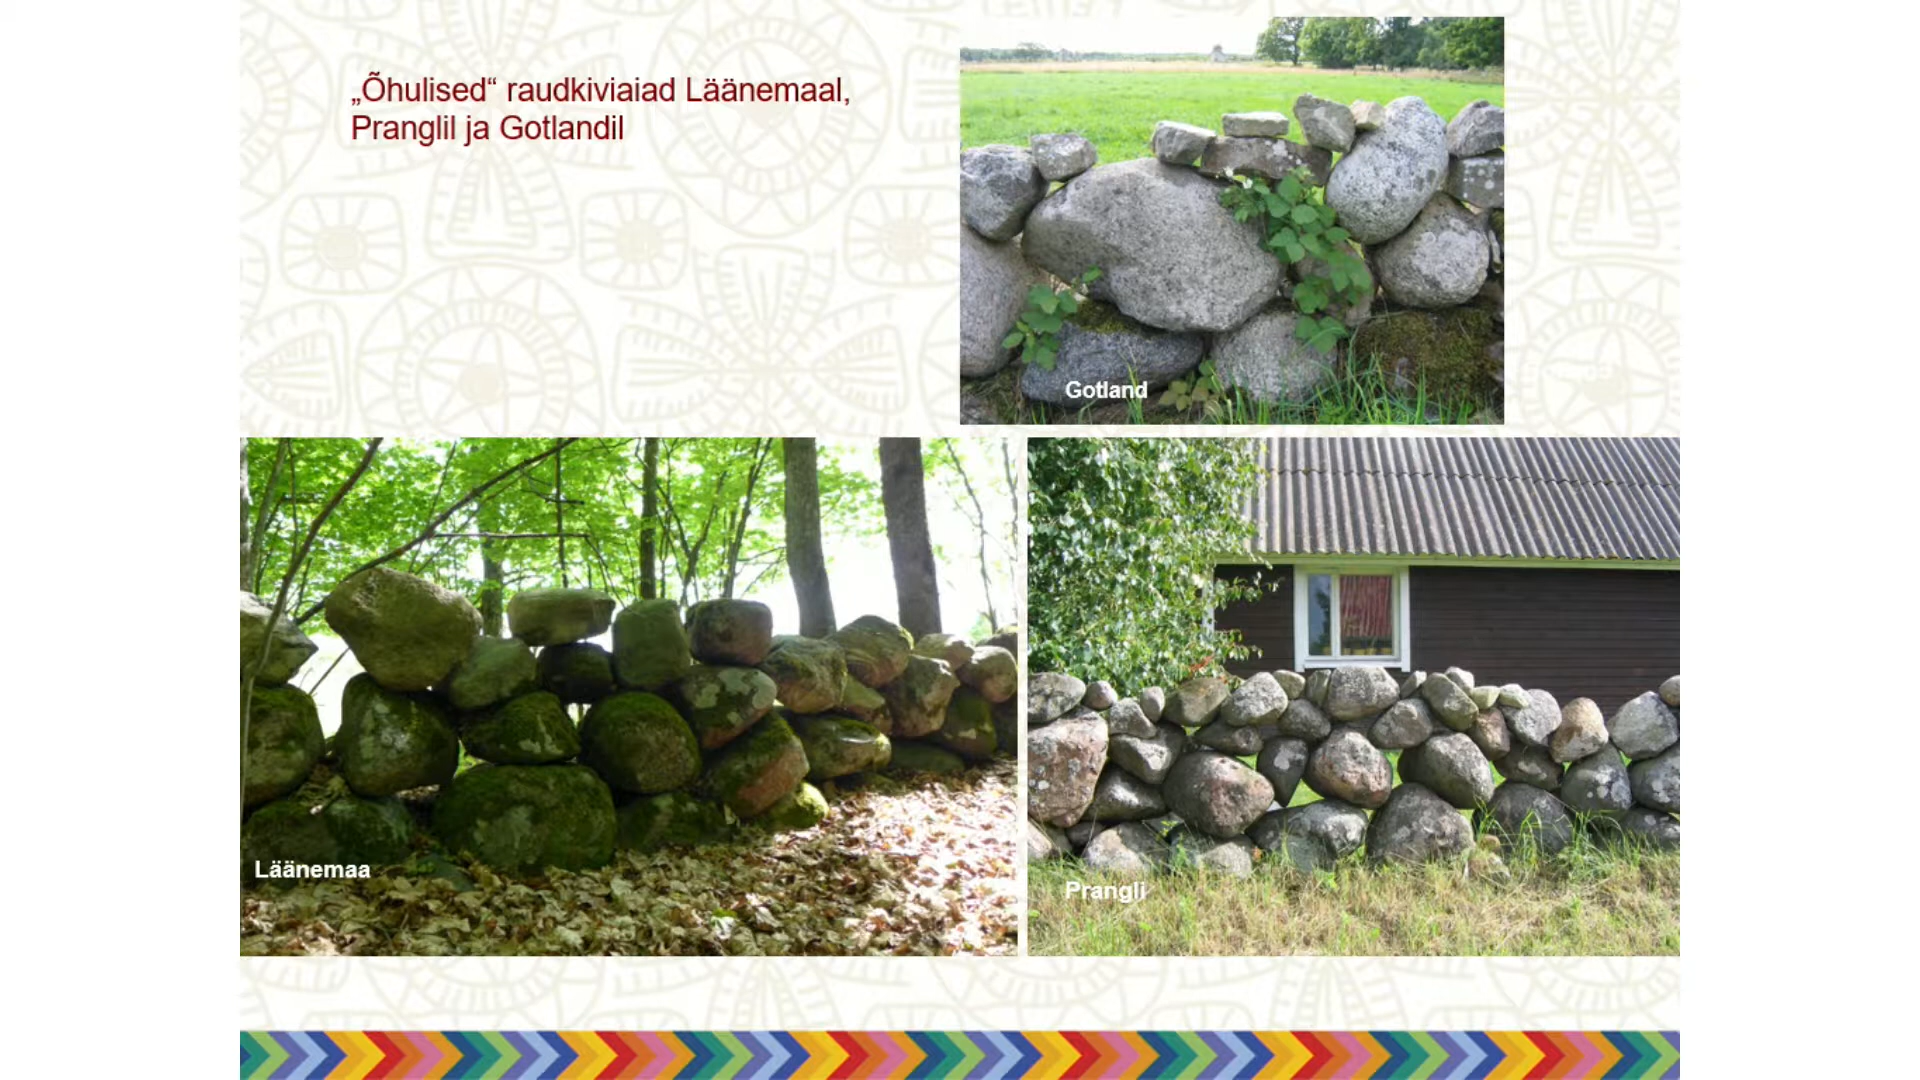 „Õhulised“ raudkiviaiad Läänemaal,
Pranglil ja Gotlandil
Gotland
Läänemaa
Prangli